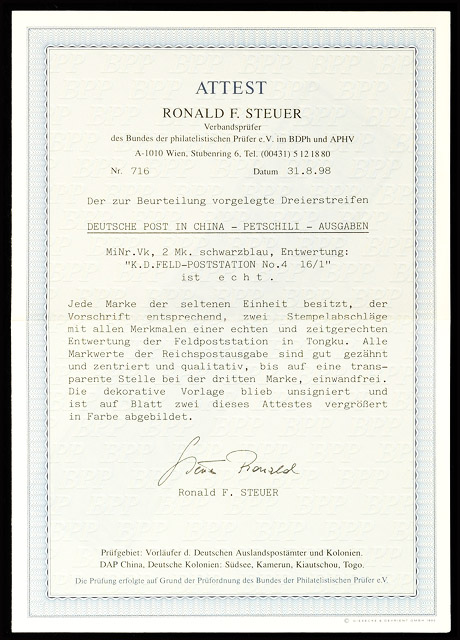 ATTEST
RONALD F. STEUER
Verbandsprüfer
des Bundes der philatelistischen Prüfer e.V. im BDPh und APHV
A-1010 Wien, Stubenring 6, Tel. (00431) 5 12 18 80
Nr. 716 Datum 31.8.98
Der zur Beurteilung vorgelegte Dreierstreifen
DEUTSCHE POST IN CHINA - PETSCHILI - AUSGABEN
MiNr.Vk, 2 Mk. schwarzblau, Entwertung:
"K.D.FELD-POSTSTATION No.4 16/1"
ist e c h t .
Jede Marke der seltenen Einheit besitzt, der
Vorschrift entsprechend, zwei Stempelabschläge
mit allen Merkmalen einer echten und zeitgerechten
Entwertung der Feldpoststation in Tongku. Alle
Markwerte der Reichspostausgabe sind gut gezähnt
und zentriert und qualitativ, bis auf eine trans-
parente Stelle bei der dritten Marke, einwandfrei.
Die dekorative Vorlage blieb unsigniert und
ist auf Blatt zwei dieses Attestes vergrößert
in Farbe abgebildet.
Steuer Ronald
Ronald F. STEUER
Prüfgebiet: Vorläufer d. Deutschen Auslandspostämter und Kolonien.
DAP China, Deutsche Kolonien: Südsee, Kamerun, Kiautschou, Togo.
Die Prüfung erfolgte auf Grund der Prüfordnung des Bundes der Philatelistischen Prüfer e.V.